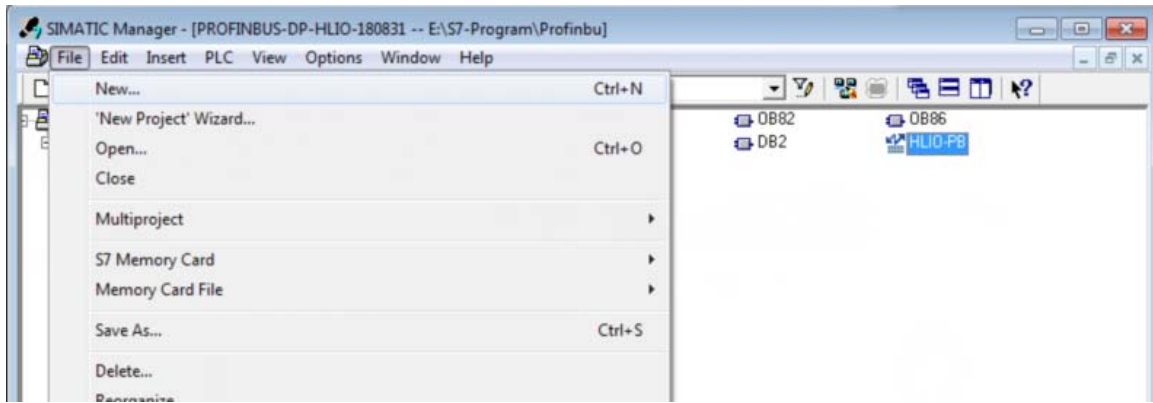 SIMATIC Manager - [PROFINBUS-DP-HLIO-180831 -- E:\S7-Program\Profinbu]
File Edit Insert PLC View Options Window Help
New... Ctrl+N
'New Project' Wizard...
Open... Ctrl+O
Close
Multiproject
S7 Memory Card
Memory Card File
Save As... Ctrl+S
Delete...
Reorganize...
OB82 OB86
DB2 HLIO-PB